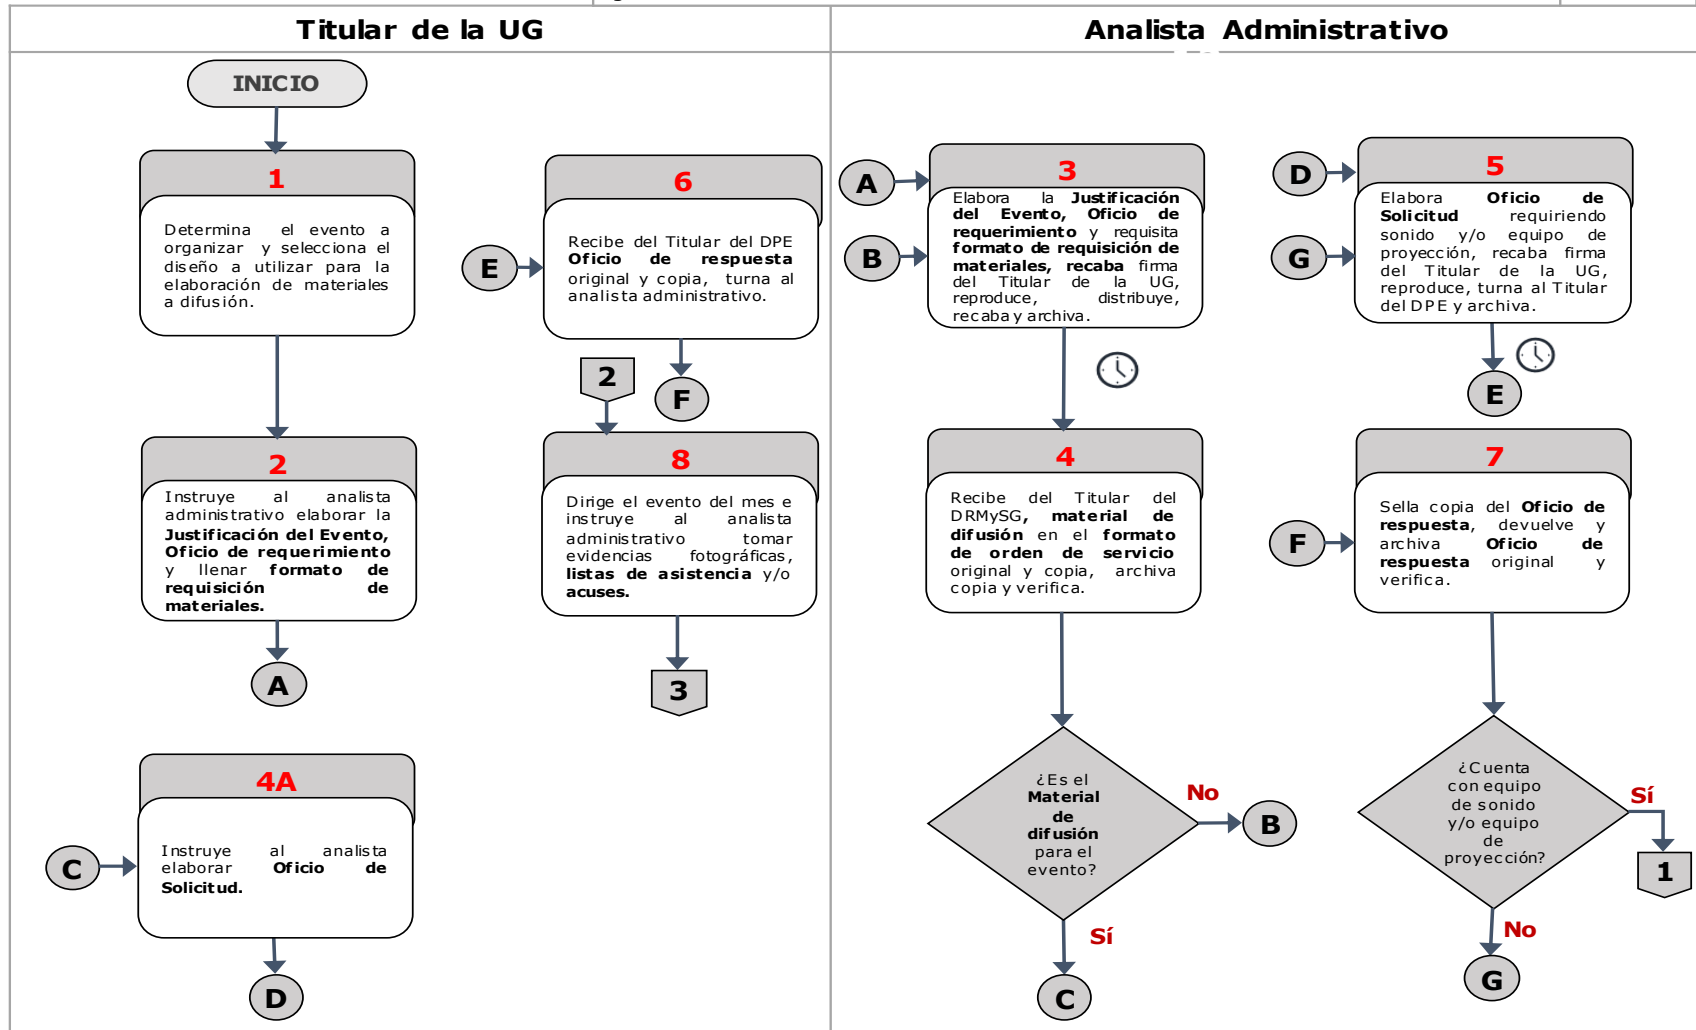 Titular de la UG
Analista Administrativo
INICIO
1
Determina el evento a
organizar y selecciona el
diseño a utilizar para la
elaboración de materiales
a difusión.
2
Instruye al analista
administrativo elaborar la
Justificación del Evento,
Oficio de requerimiento
y llenar formato de
requisición de
materiales.
A
C
4A
Instruye al analista
elaborar Oficio de
Solicitud.
D
6
E
Recibe del Titular del DPE
Oficio de respuesta
original y copia, turna al
analista administrativo.
2
F
8
Dirige el evento del mes e
instruye al analista
administrativo tomar
evidencias fotográficas,
listas de asistencia y/o
acuses.
3
A
B
3
Elabora la Justificación
del Evento, Oficio de
requerimiento y requisita
formato de requisición de
materiales, recaba firma
del Titular de la UG,
reproduce, distribuye,
recaba y archiva.
4
Recibe del Titular del
DRMySG, material de
difusión en el formato
de orden de servicio
original y copia, archiva
copia y verifica.
¿Es el
Material
de
difusión
para el
evento?
No
B
Sí
C
D
G
5
Elabora Oficio de
Solicitud requiriendo
sonido y/o equipo de
proyección, recaba firma
del Titular de la UG,
reproduce, turna al Titular
del DPE y archiva.
E
7
F
Sella copia del Oficio de
respuesta, devuelve y
archiva Oficio de
respuesta original y
verifica.
¿Cuenta
con equipo
de sonido
y/o equipo
de
proyección?
Sí
1
No
G